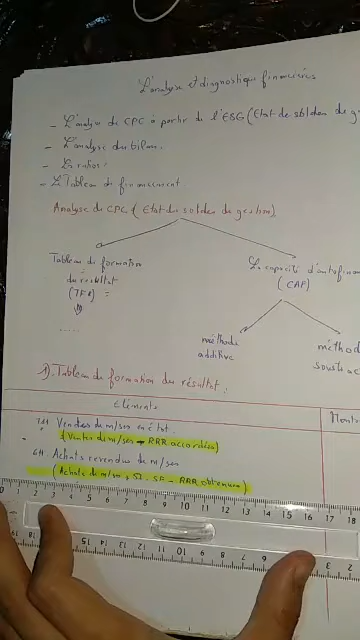 L'analyse et diagnostique financières
- L'analyse du CPC à partir de l'ESG (Etat de soldes de g
- L'analyse du bilan.
- Les ratios.
- Le Tableau de financement.
Analyse du CPC (Etat des soldes de gestion)
Tableau de formation
du résultat
(TFR)
.....
La capacité d'autofinan
(CAF)
méthode
additive
méthod
soustrac
1). Tableau de formation du résultat:
Eléments
Mont
711 Ventes de m/ses en l'état.
(Ventes de m/ses - RRR accordées)
611 Achats revendus de m/ses
(Achats de m/ses + SI - SF - RRR obtenus)
0 1 2 3 4 5 6 7 8 9 10 11 12 13 14 15 16 17 18